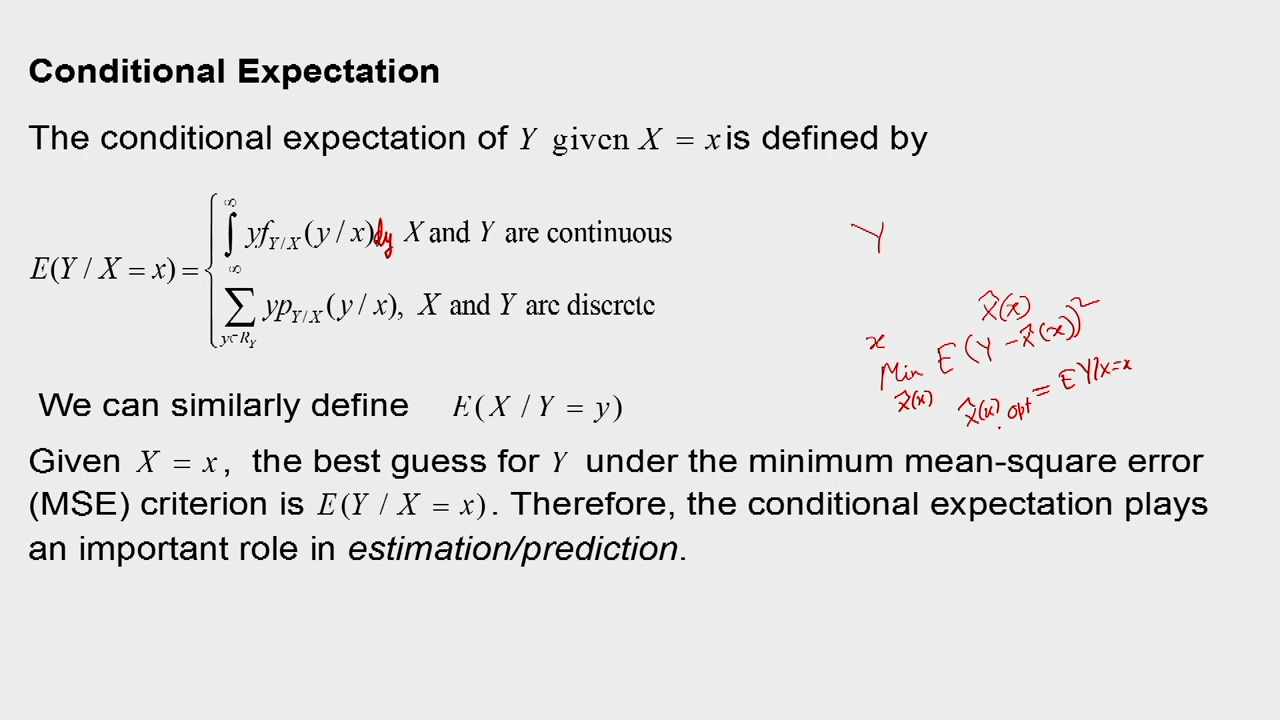 Conditional Expectation
The conditional expectation of Y given X = x is defined by
E(Y / X = x) = { ∫_∞^∞ y f_{Y/X}(y / x) dy X and Y are continuous
∑_{y∈R_Y} y p_{Y/X}(y / x), X and Y are discrete
Y
x
X̂(x)
Min E (Y - X̂(x))²
X̂(x)
X̂(x) opt = E Y/X=x
We can similarly define E(X / Y = y)
Given X = x, the best guess for Y under the minimum mean-square error
(MSE) criterion is E(Y / X = x). Therefore, the conditional expectation plays
an important role in estimation/prediction.